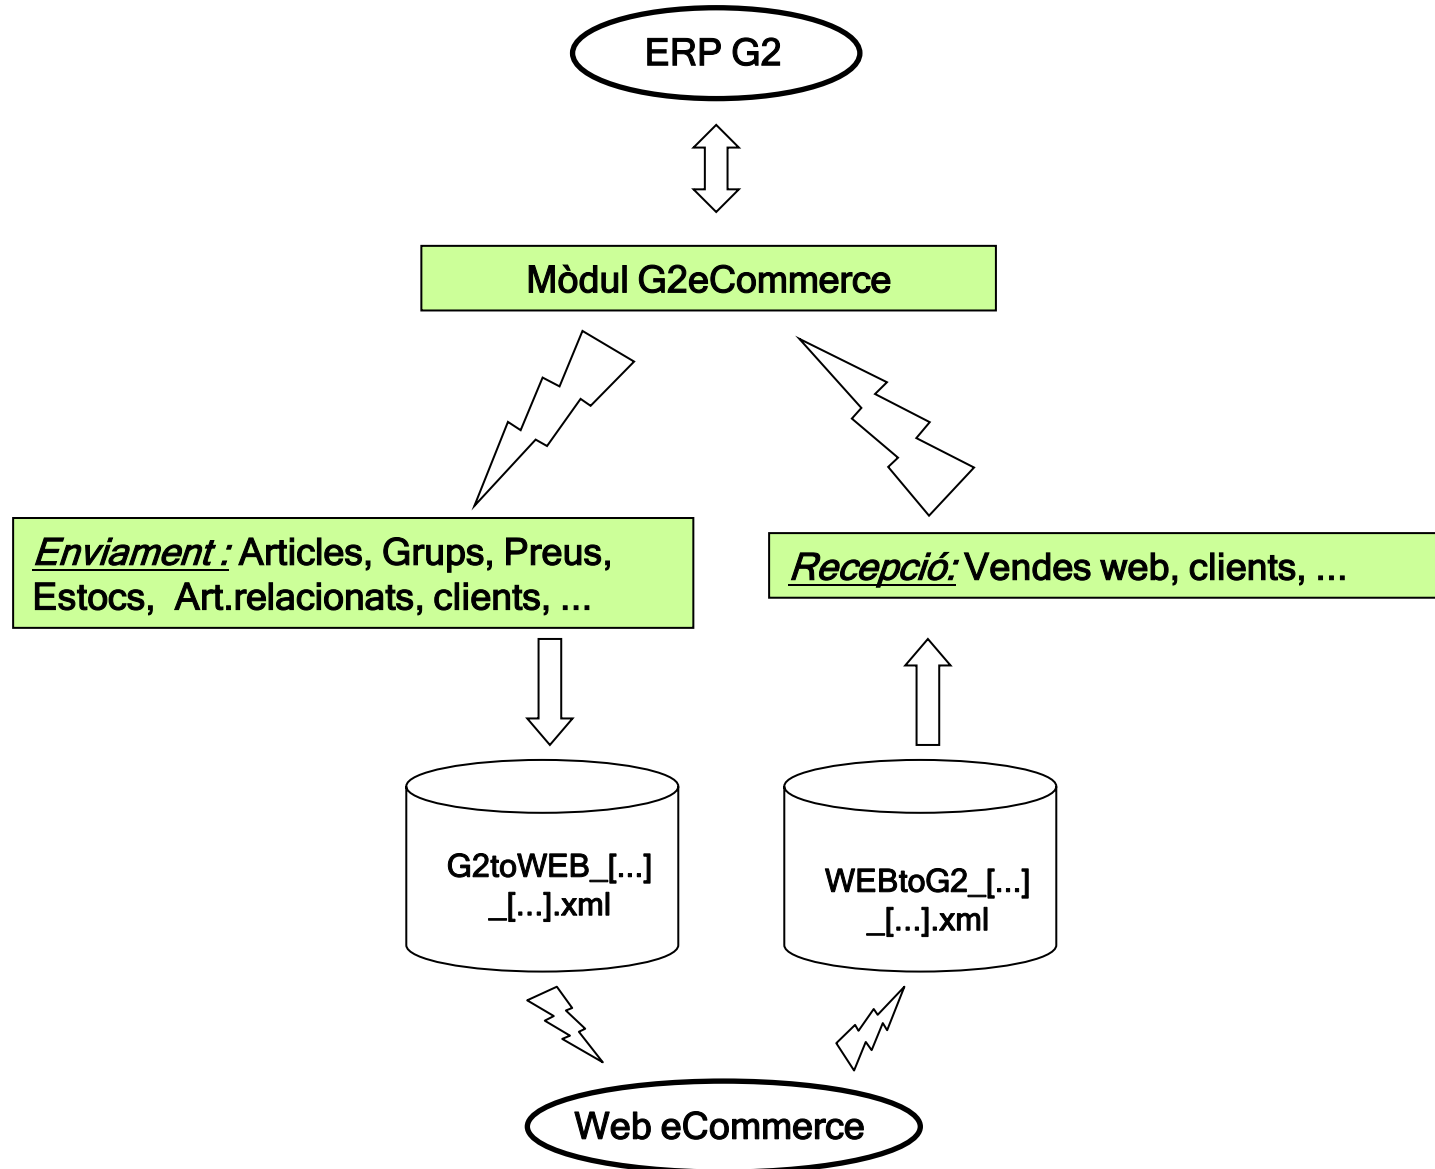 ERP G2
Mòdul G2eCommerce
Enviament : Articles, Grups, Preus,
Estocs, Art.relacionats, clients, ...
Recepció: Vendes web, clients, ...
G2toWEB_[...]
_[...].xml
WEBtoG2_[...]
_[...].xml
Web eCommerce